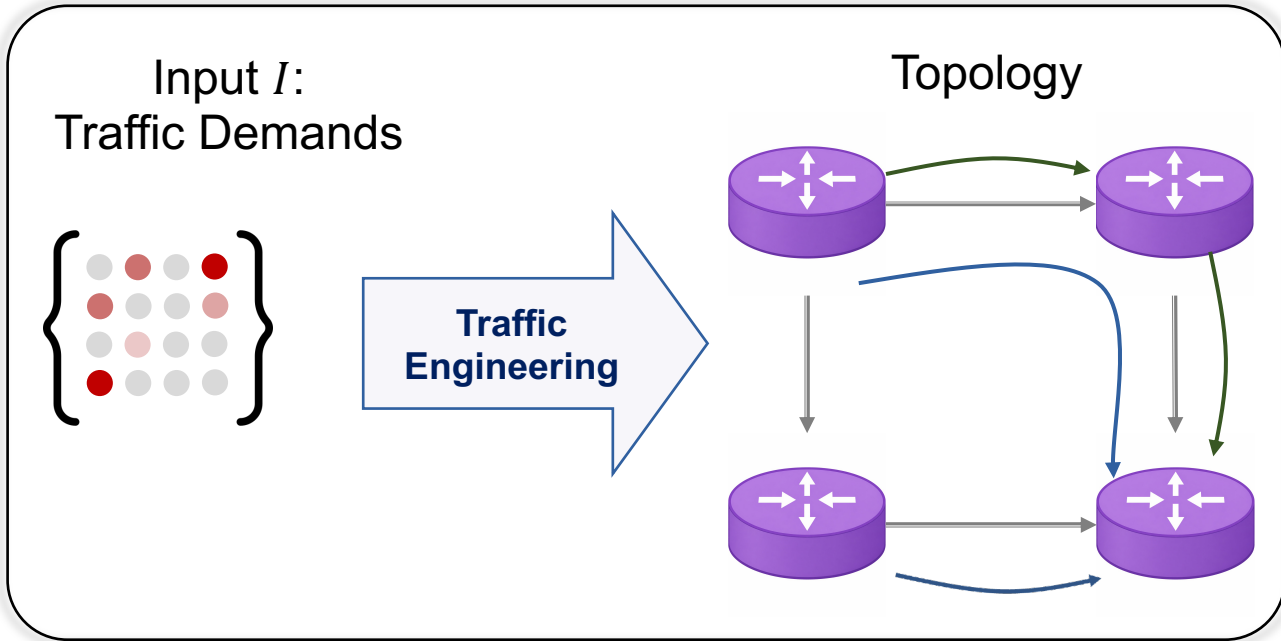 Input I:
Traffic Demands
Topology
Traffic
Engineering